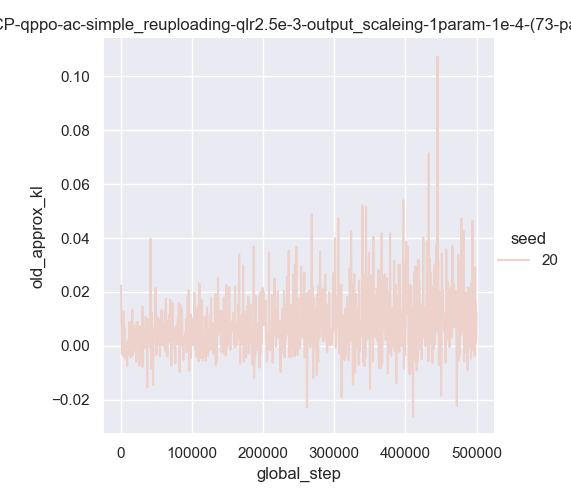 CP-qppo-ac-simple_reuploading-qlr2.5e-3-output_scaleing-1param-1e-4-(73-pa
0.10
0.08
0.06
0.04
0.02
0.00
−0.02
old_approx_kl
0 100000 200000 300000 400000 500000
global_step
seed
20